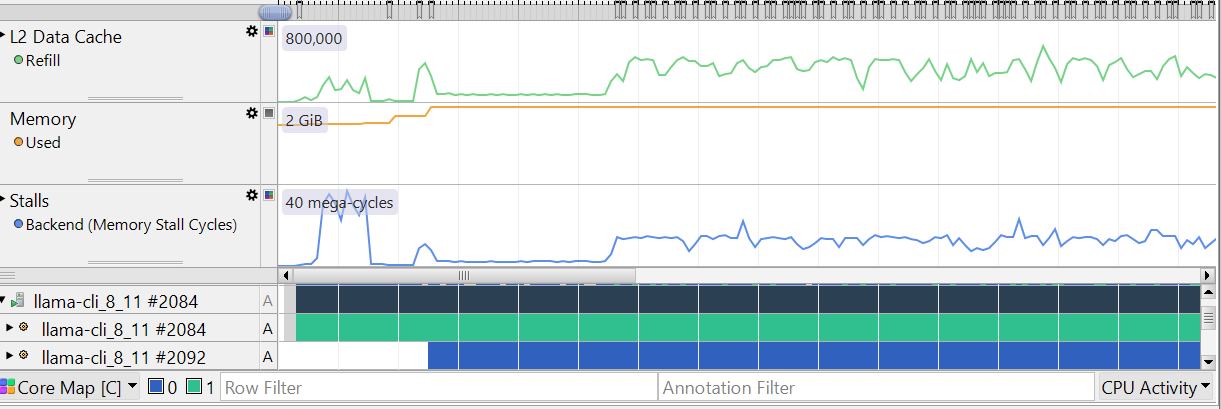 L2 Data Cache
Refill
800,000
Memory
Used
2 GiB
Stalls
Backend (Memory Stall Cycles)
40 mega-cycles
llama-cli_8_11 #2084 A
llama-cli_8_11 #2084 A
llama-cli_8_11 #2092 A
Core Map [C] 0 1 Row Filter Annotation Filter CPU Activity